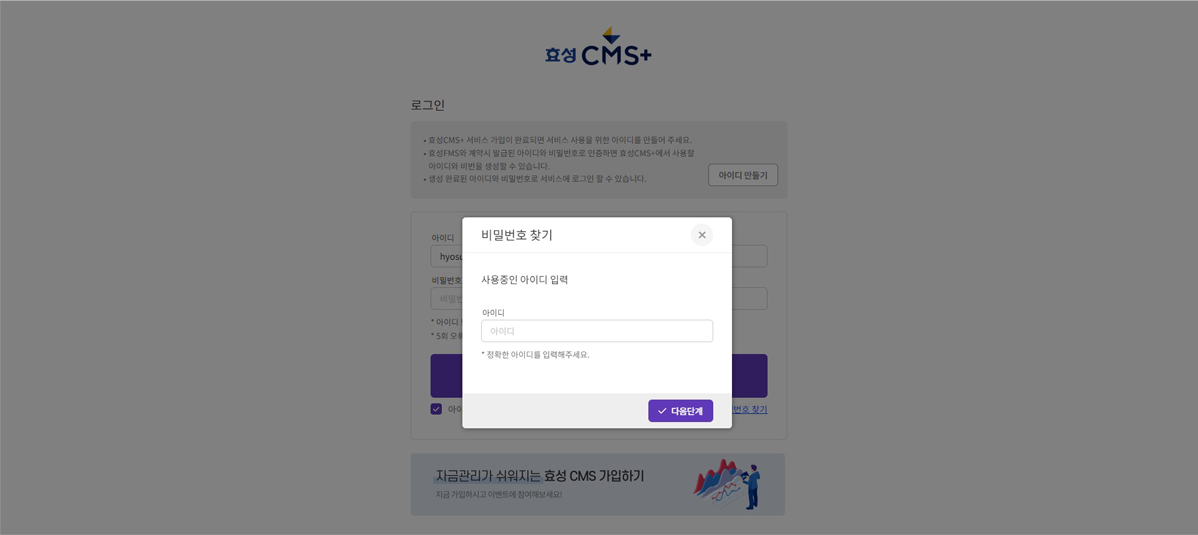 효성 CMS+
로그인
• 효성CMS+ 서비스 가입이 완료되면 서비스 사용을 위한 아이디를 만들어 주세요.
• 효성FMS와 계약시 발급된 아이디와 비밀번호로 인증하면 효성CMS+에서 사용할
아이디와 비번을 생성할 수 있습니다.
• 생성 완료된 아이디와 비밀번호로 서비스에 로그인 할 수 있습니다.
아이디 만들기
아이디
hyosu
비밀번호
비밀번
* 아이디
* 5회 오
비밀번호 찾기
사용중인 아이디 입력
아이디
아이디
* 정확한 아이디를 입력해주세요.
다음단계
아이
번호 찾기
자금관리가 쉬워지는 효성 CMS 가입하기
지금 가입하시고 이벤트에 참여해보세요!